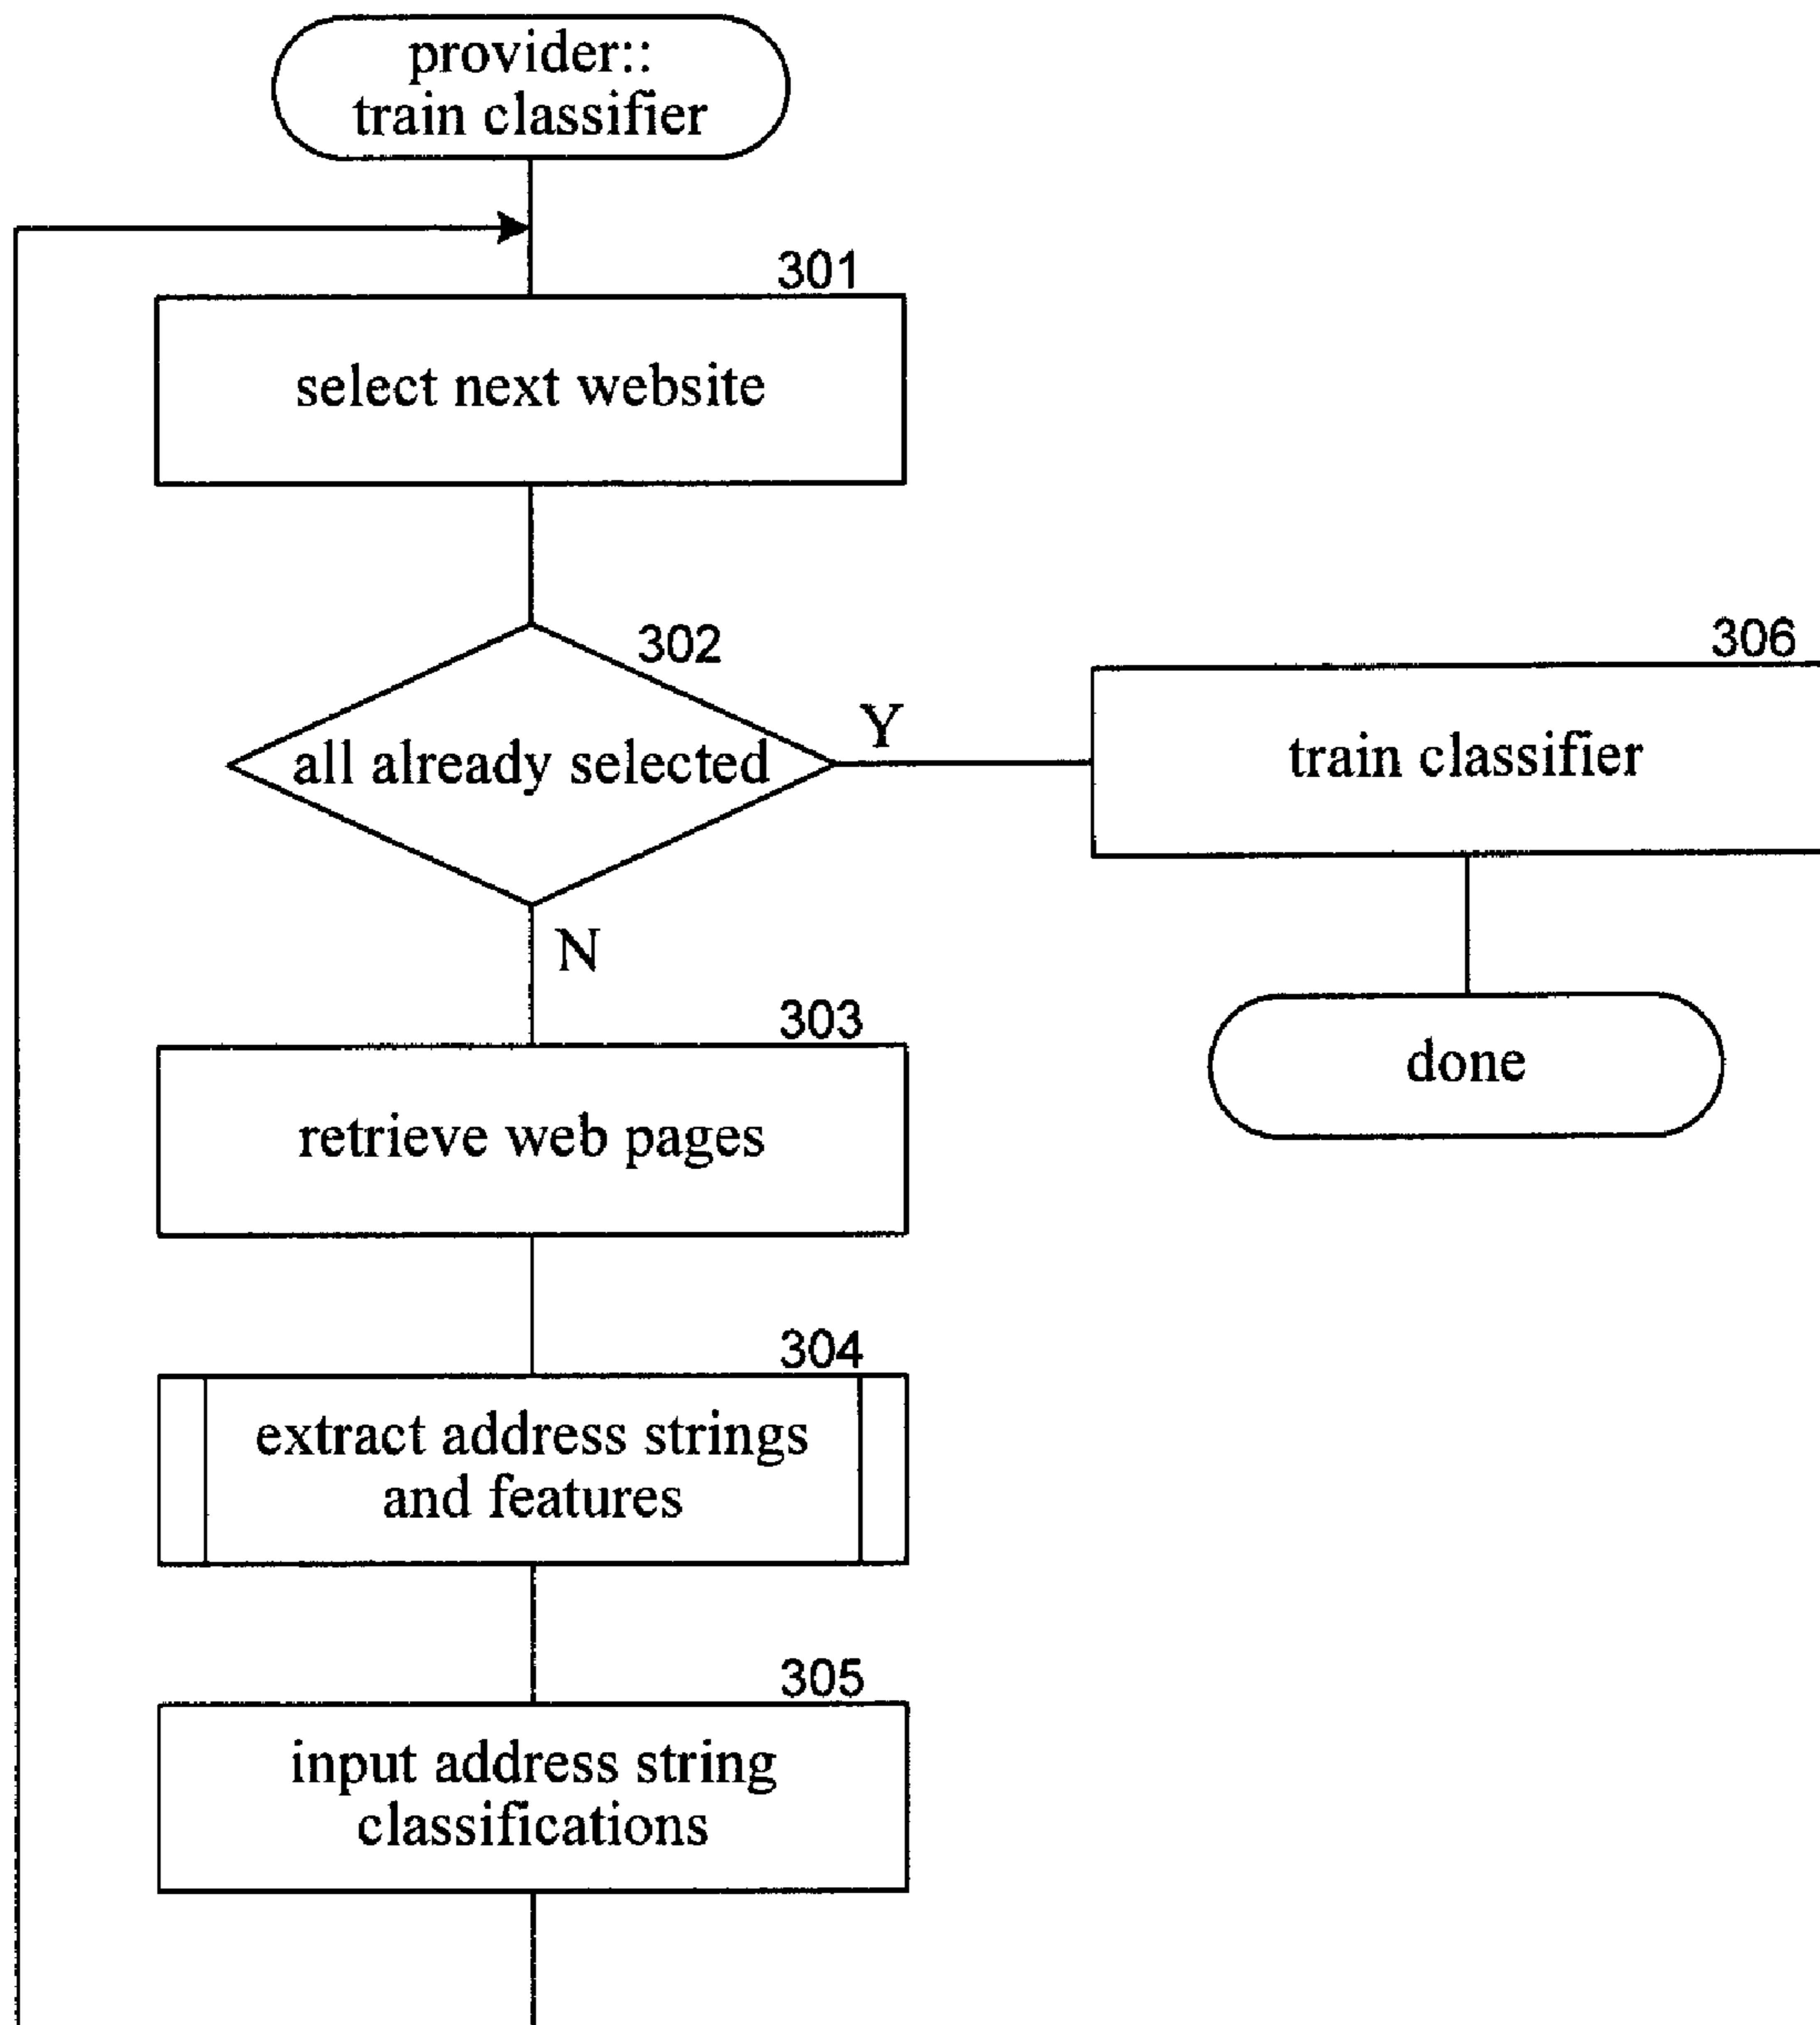 provider::
train classifier
301
select next website
302
all already selected
Y
306
train classifier
done
N
303
retrieve web pages
304
extract address strings
and features
305
input address string
classifications